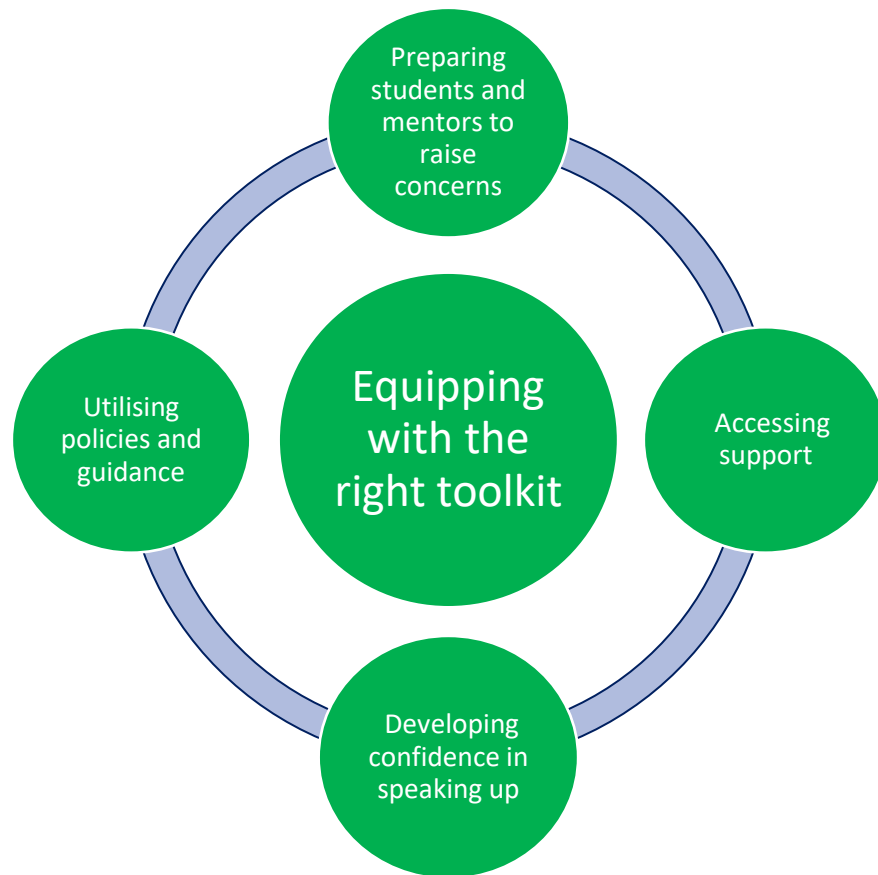 Preparing
students and
mentors to
raise
concerns
Utilising
policies and
guidance
Equipping
with the
right toolkit
Accessing
support
Developing
confidence in
speaking up